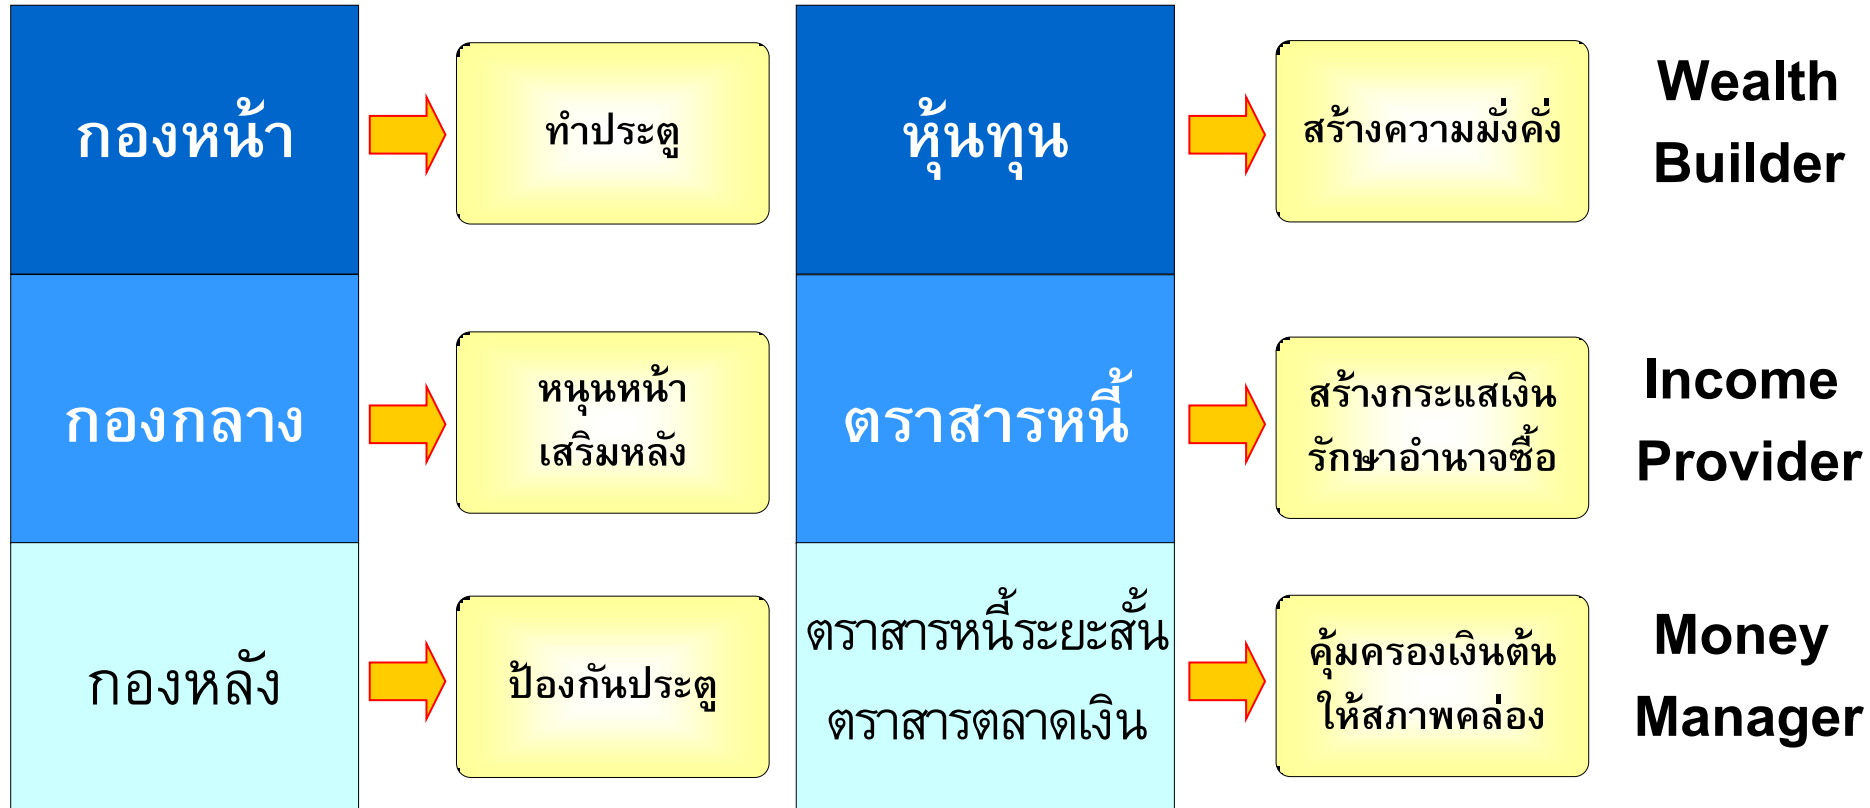 กองหน้า
ทำประตู
หุ้นทุน
สร้างความมั่งคั่ง
Wealth
Builder
กองกลาง
หนุนหน้า
เสริมหลัง
ตราสารหนี้
สร้างกระแสเงิน
รักษาอำนาจซื้อ
Income
Provider
กองหลัง
ป้องกันประตู
ตราสารหนี้ระยะสั้น
ตราสารตลาดเงิน
คุ้มครองเงินต้น
ให้สภาพคล่อง
Money
Manager